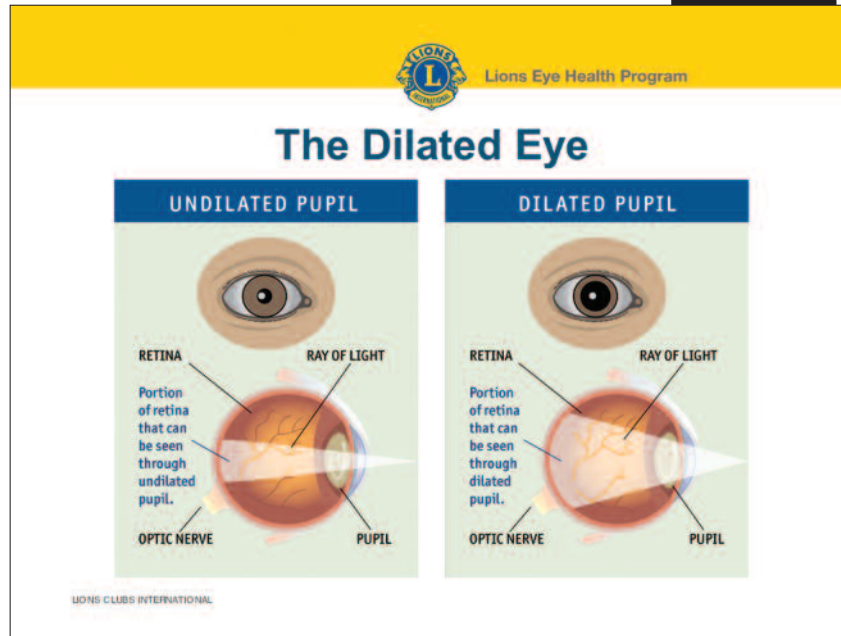 LIONS
L
INTERNATIONAL
Lions Eye Health Program
The Dilated Eye
UNDILATED PUPIL
RETINA
RAY OF LIGHT
Portion
of retina
that can
be seen
through
undilated
pupil.
OPTIC NERVE
PUPIL
DILATED PUPIL
RETINA
RAY OF LIGHT
Portion
of retina
that can
be seen
through
dilated
pupil.
OPTIC NERVE
PUPIL
LIONS CLUBS INTERNATIONAL